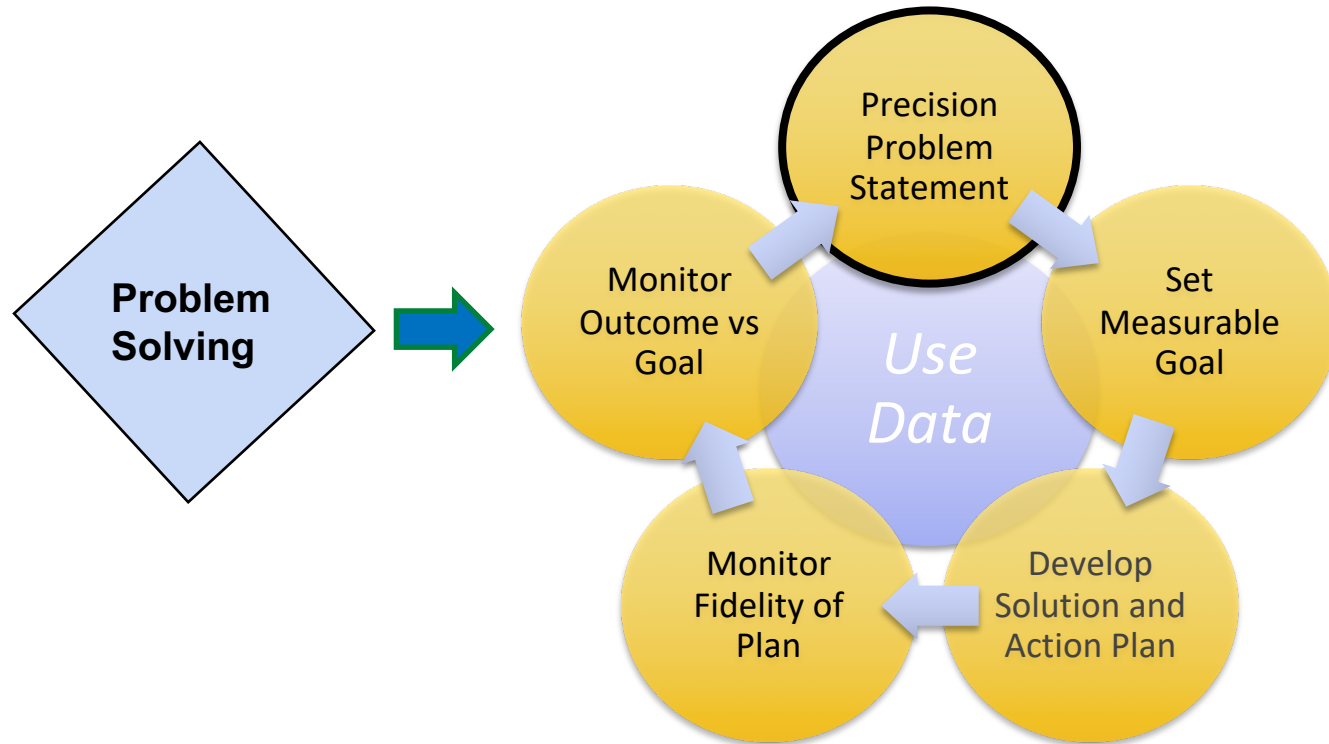 Problem
Solving
Precision
Problem
Statement
Set
Measurable
Goal
Develop
Solution and
Action Plan
Monitor
Fidelity of
Plan
Monitor
Outcome vs
Goal
Use
Data